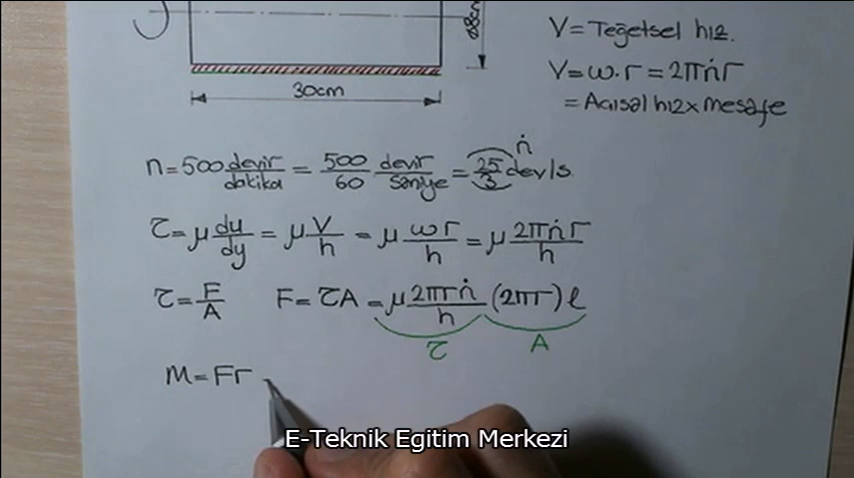 V = Teğetsel hız.
V = ω.r = 2πṅr
= Açısal hız x mesafe
30cm
n = 500 devir/dakika = 500/60 devir/saniye = 25/3 dev/s.
ṅ
τ = μ du/dy = μ V/h = μ ωr/h = μ 2πṅr/h
τ = F/A F = τA = μ 2πrṅ/h (2πr) ℓ
τ A
M = Fr
E-Teknik Egitim Merkezi